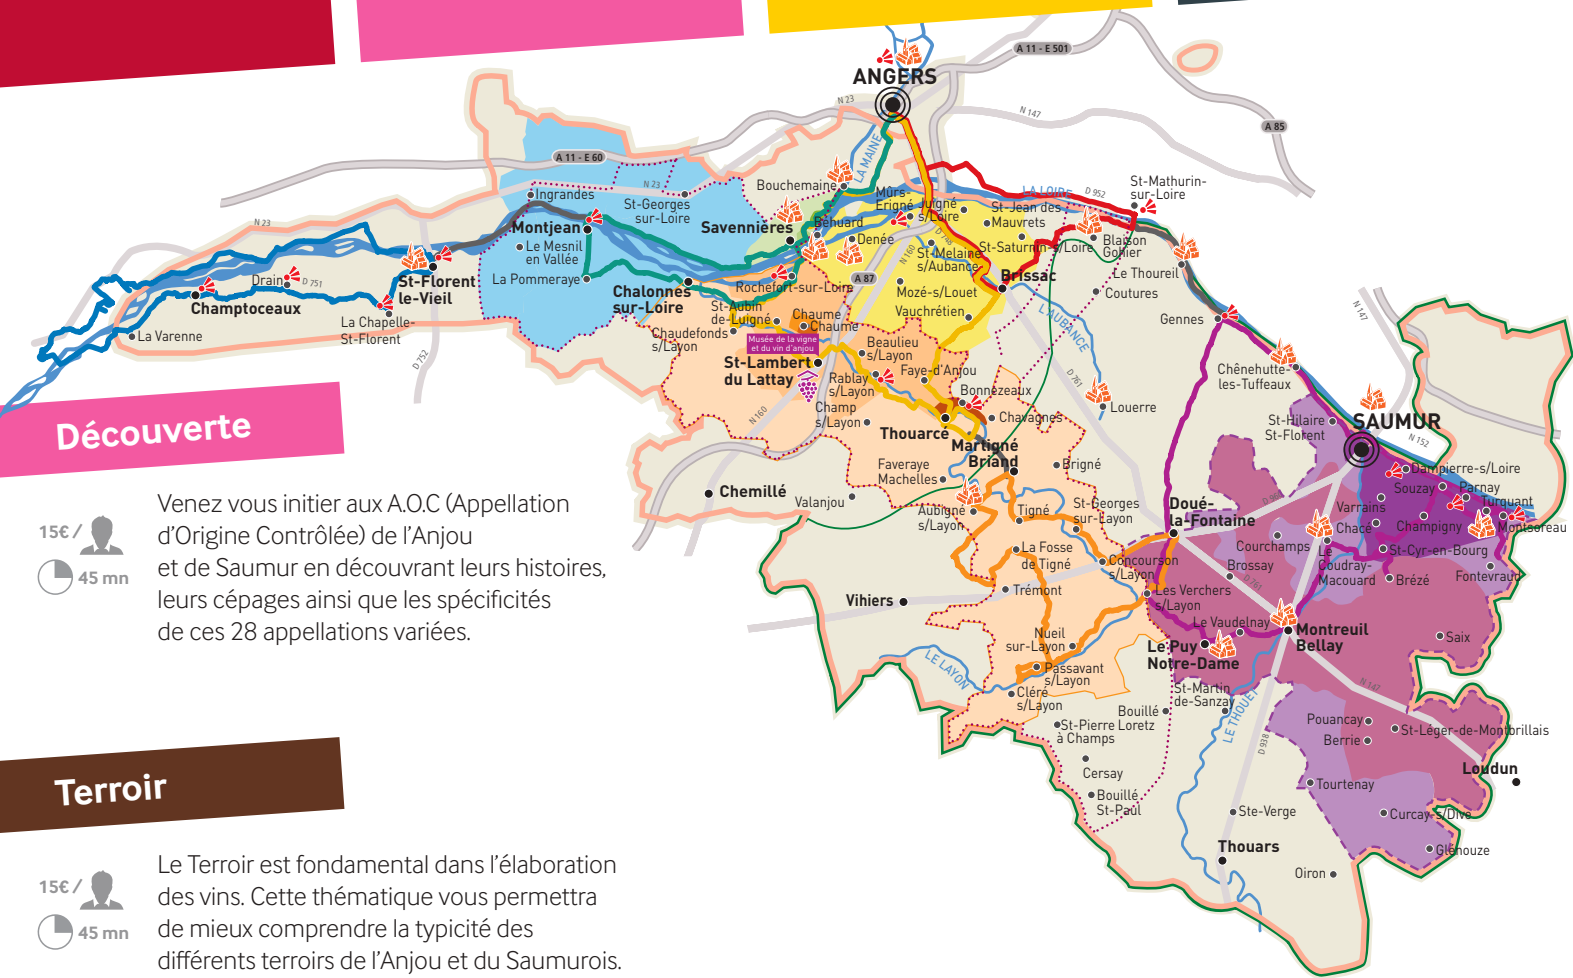 A 11 - E 501
ANGERS
N 23
N 147
A 85
LA MAINE
A 11 - E 60
N 23
N 23
Ingrandes
St-Georges
sur-Loire
Bouchemaine
Montjean
Savennières
Béhuard
Denée
Mûrs-
Erigné
Juigné
s/Loire
LA LOIRE
D 952
St-Mathurin-
sur-Loire
St-Jean des
Mauvrets
St-Saturnin-s/Loire
Blaison
Gohier
D 748
N 160
St-Melaine
s/Aubance
Le Mesnil
en Vallée
La Pommeraye
Chalonnes
sur-Loire
Rochefort-sur-Loire
A 87
Brissac
Le Thoureil
Coutures
Mozé-s/Louet
Vauchrétien
L'AUBANCE
Gennes
N 147
St-Florent
le-Vieil
Drain
D 751
Champtoceaux
La Chapelle-
St-Florent
La Varenne
D 752
St-Aubin
de-Luigné
Chaudefonds
s/Layon
Chaume
Chaume
Musée de la vigne
et du vin d'anjou
St-Lambert
du Lattay
Beaulieu
s/Layon
Rablay
s/Layon
Faye-d'Anjou
Bonnezeaux
Champ
s/Layon
N 160
Chavagnes
Thouarcé
Martigné
Briand
D 761
Louerre
Chênehutte-
les-Tuffeaux
St-Hilaire
St-Florent
SAUMUR
N 152
Brigné
Faveraye
Machelles
Chemillé
Valanjou
Aubigné
s/Layon
Tigné
St-Georges
sur-Layon
Doué-
la-Fontaine
D 960
Dampierre-s/Loire
Souzay
Parnay
Turquant
Montsoreau
Varrains
Chacé
Champigny
St-Cyr-en-Bourg
Fontevraud
Courchamps
Le
Coudray-
Macouard
Brézé
Brossay
D 761
La Fosse
de Tigné
Concourson
s/Layon
Trémont
Les Verchers
s/Layon
Vihiers
Le Vaudelnay
Montreuil
Bellay
Saix
Le Puy
Notre-Dame
Nueil
sur-Layon
Passavant
s/Layon
Cléré
s/Layon
LE LAYON
St-Martin
de-Sanzay
Bouillé
Loretz
St-Pierre
à Champs
LE THOUET
D 938
N 147
Pouancay
Berrie
St-Léger-de-Montbrillais
Loudun
Cersay
Bouillé
St-Paul
Tourtenay
Ste-Verge
Curcay-s/Dive
Thouars
Glénouze
Oiron
Découverte
15€ /
45 mn
Venez vous initier aux A.O.C (Appellation
d’Origine Contrôlée) de l’Anjou
et de Saumur en découvrant leurs histoires,
leurs cépages ainsi que les spécificités
de ces 28 appellations variées.
Terroir
15€ /
45 mn
Le Terroir est fondamental dans l’élaboration
des vins. Cette thématique vous permettra
de mieux comprendre la typicité des
différents terroirs de l’Anjou et du Saumurois.